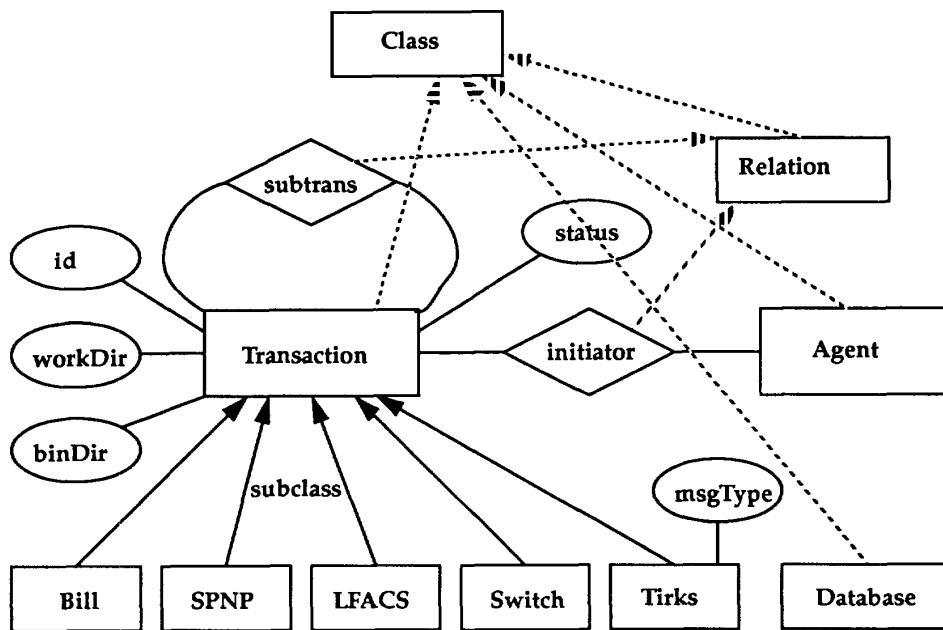 Class
subtrans
Relation
id
status
workDir
Transaction
initiator
Agent
binDir
subclass
msgType
Bill
SPNP
LFACS
Switch
Tirks
Database